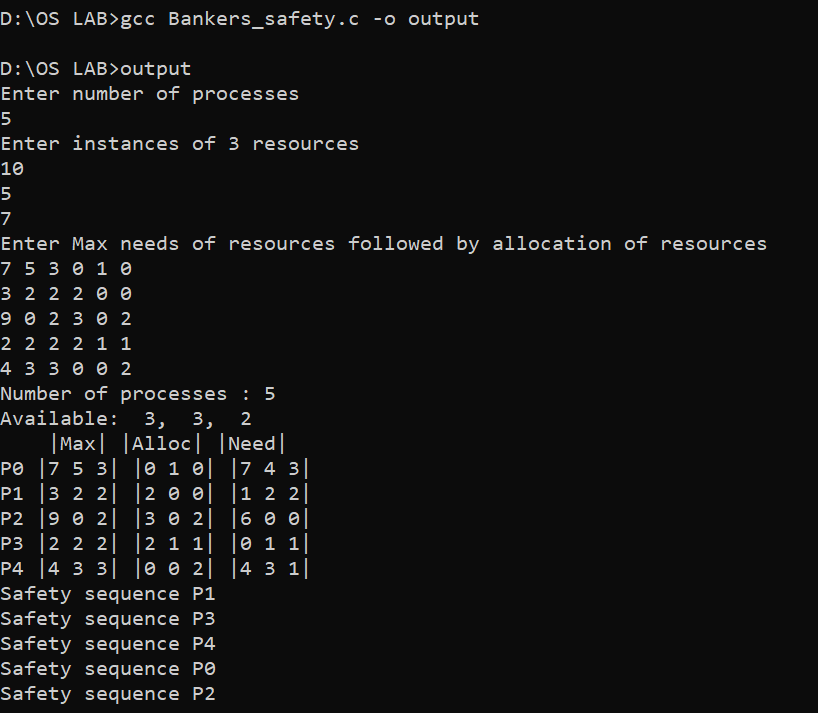 D:\OS LAB>gcc Bankers_safety.c -o output
D:\OS LAB>output
Enter number of processes
5
Enter instances of 3 resources
10
5
7
Enter Max needs of resources followed by allocation of resources
7 5 3 0 1 0
3 2 2 2 0 0
9 0 2 3 0 2
2 2 2 2 1 1
4 3 3 0 0 2
Number of processes : 5
Available:  3,  3,  2
    |Max| |Alloc| |Need|
P0 |7 5 3| |0 1 0| |7 4 3|
P1 |3 2 2| |2 0 0| |1 2 2|
P2 |9 0 2| |3 0 2| |6 0 0|
P3 |2 2 2| |2 1 1| |0 1 1|
P4 |4 3 3| |0 0 2| |4 3 1|
Safety sequence P1
Safety sequence P3
Safety sequence P4
Safety sequence P0
Safety sequence P2